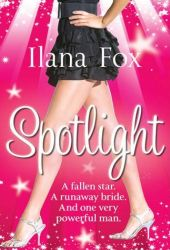 Ilana Fox
Spotlight
A fallen star.
A runaway bride.
And one very
powerful man.